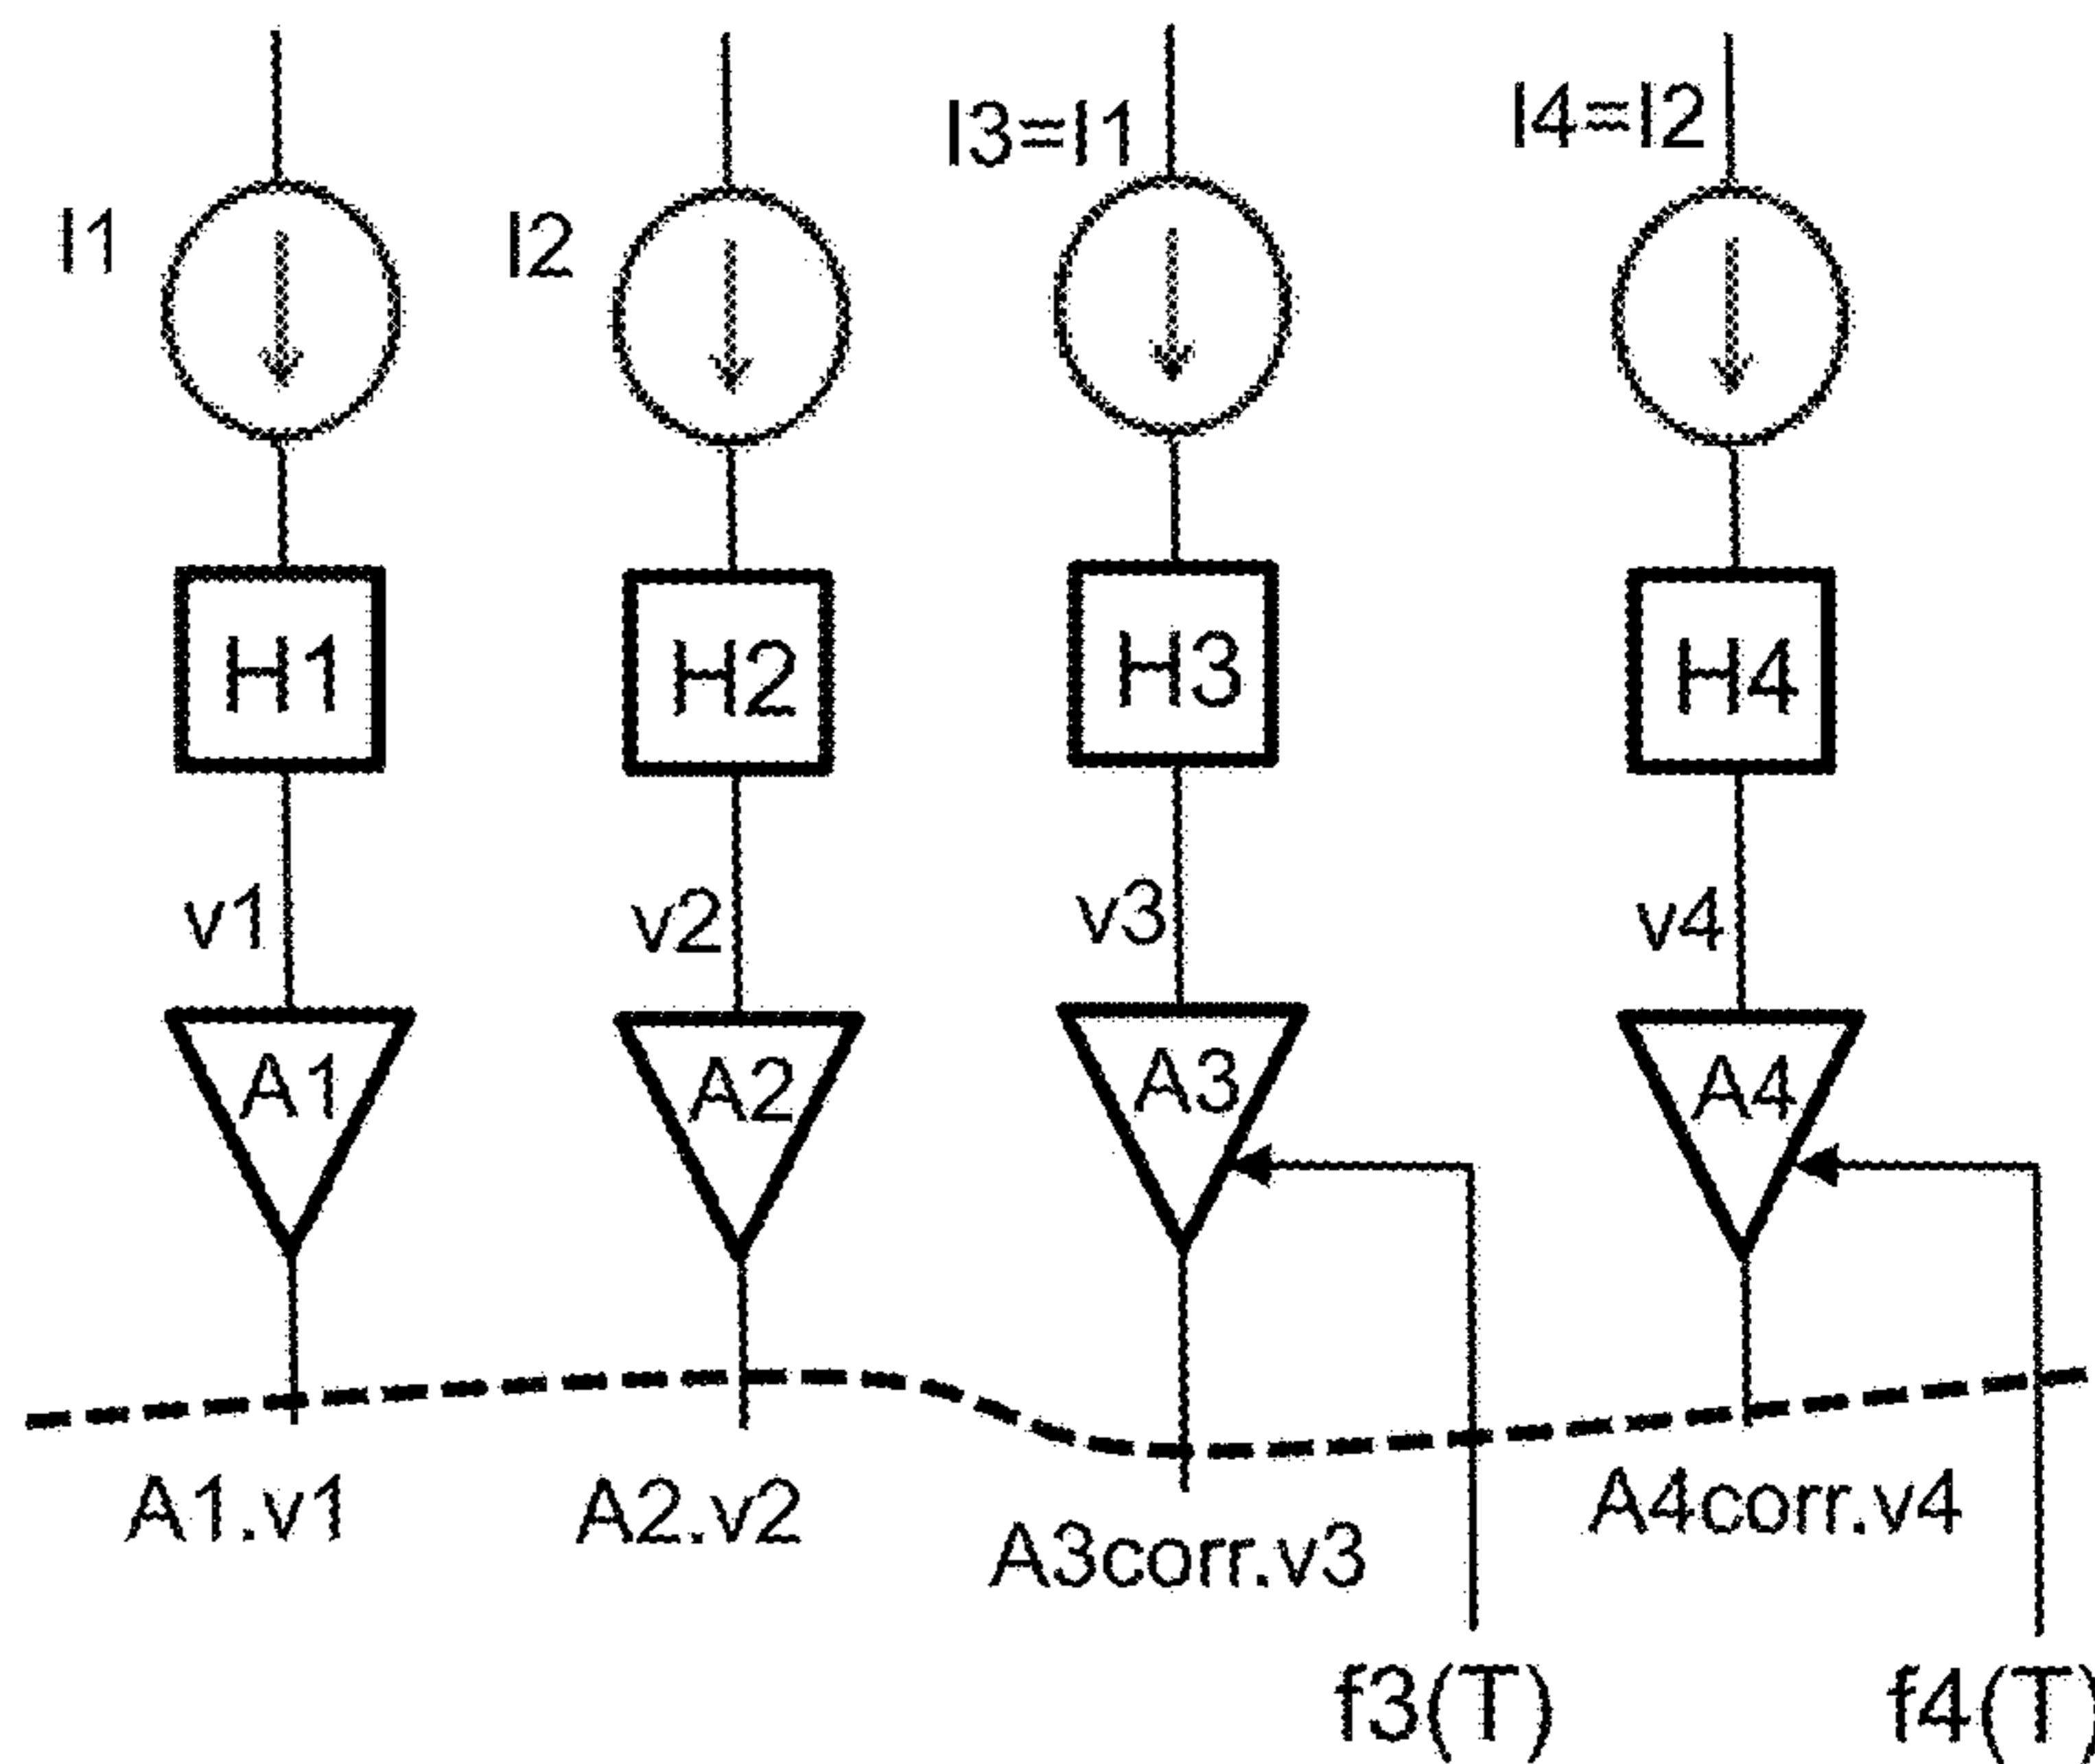 I1
I2
I3=I1
I4=I2
H1
H2
H3
H4
v1
v2
v3
v4
A1
A2
A3
A4
A1.v1
A2.v2
A3corr.v3
A4corr.v4
f3(T)
f4(T)